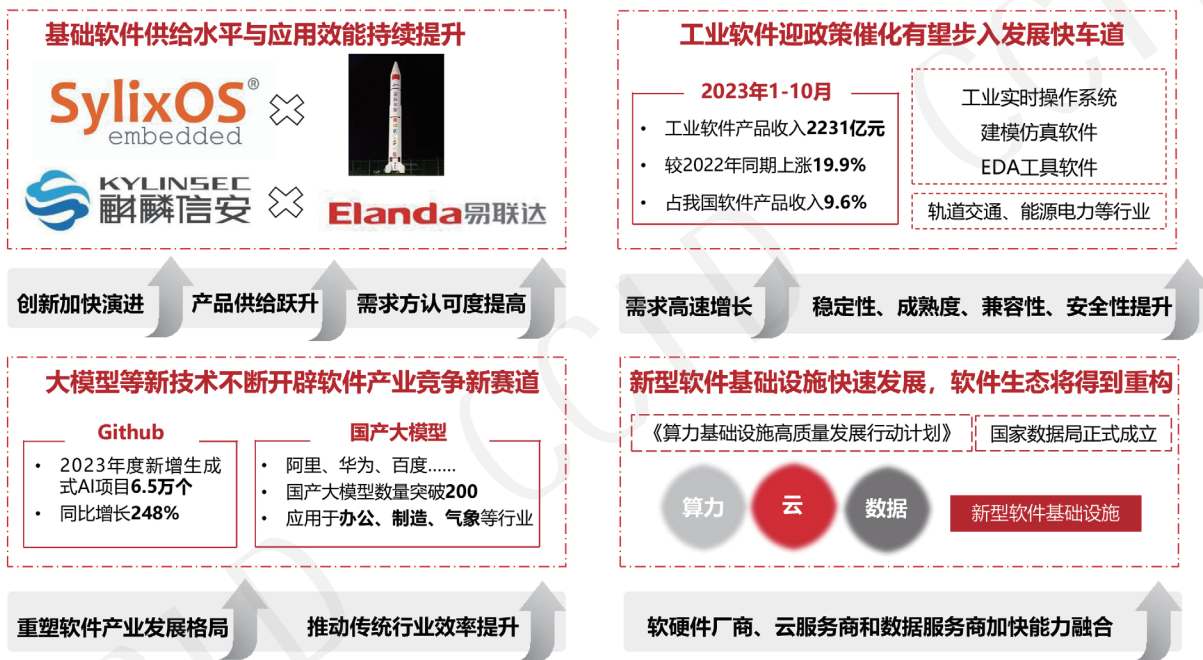 基础软件供给水平与应用效能持续提升
SylixOS®
embedded
KYLINSEC
麒麟信安
Elanda易联达
创新加快演进
产品供给跃升
需求方认可度提高
工业软件迎政策催化有望步入发展快车道
2023年1-10月
• 工业软件产品收入2231亿元
• 较2022年同期上涨19.9%
• 占我国软件产品收入9.6%
工业实时操作系统
建模仿真软件
EDA工具软件
轨道交通、能源电力等行业
需求高速增长
稳定性、成熟度、兼容性、安全性提升
大模型等新技术不断开辟软件产业竞争新赛道
Github
• 2023年度新增生成
式AI项目6.5万个
• 同比增长248%
国产大模型
• 阿里、华为、百度……
• 国产大模型数量突破200
• 应用于办公、制造、气象等行业
重塑软件产业发展格局
推动传统行业效率提升
新型软件基础设施快速发展，软件生态将得到重构
《算力基础设施高质量发展行动计划》
国家数据局正式成立
算力
云
数据
新型软件基础设施
软硬件厂商、云服务商和数据服务商加快能力融合
CCID